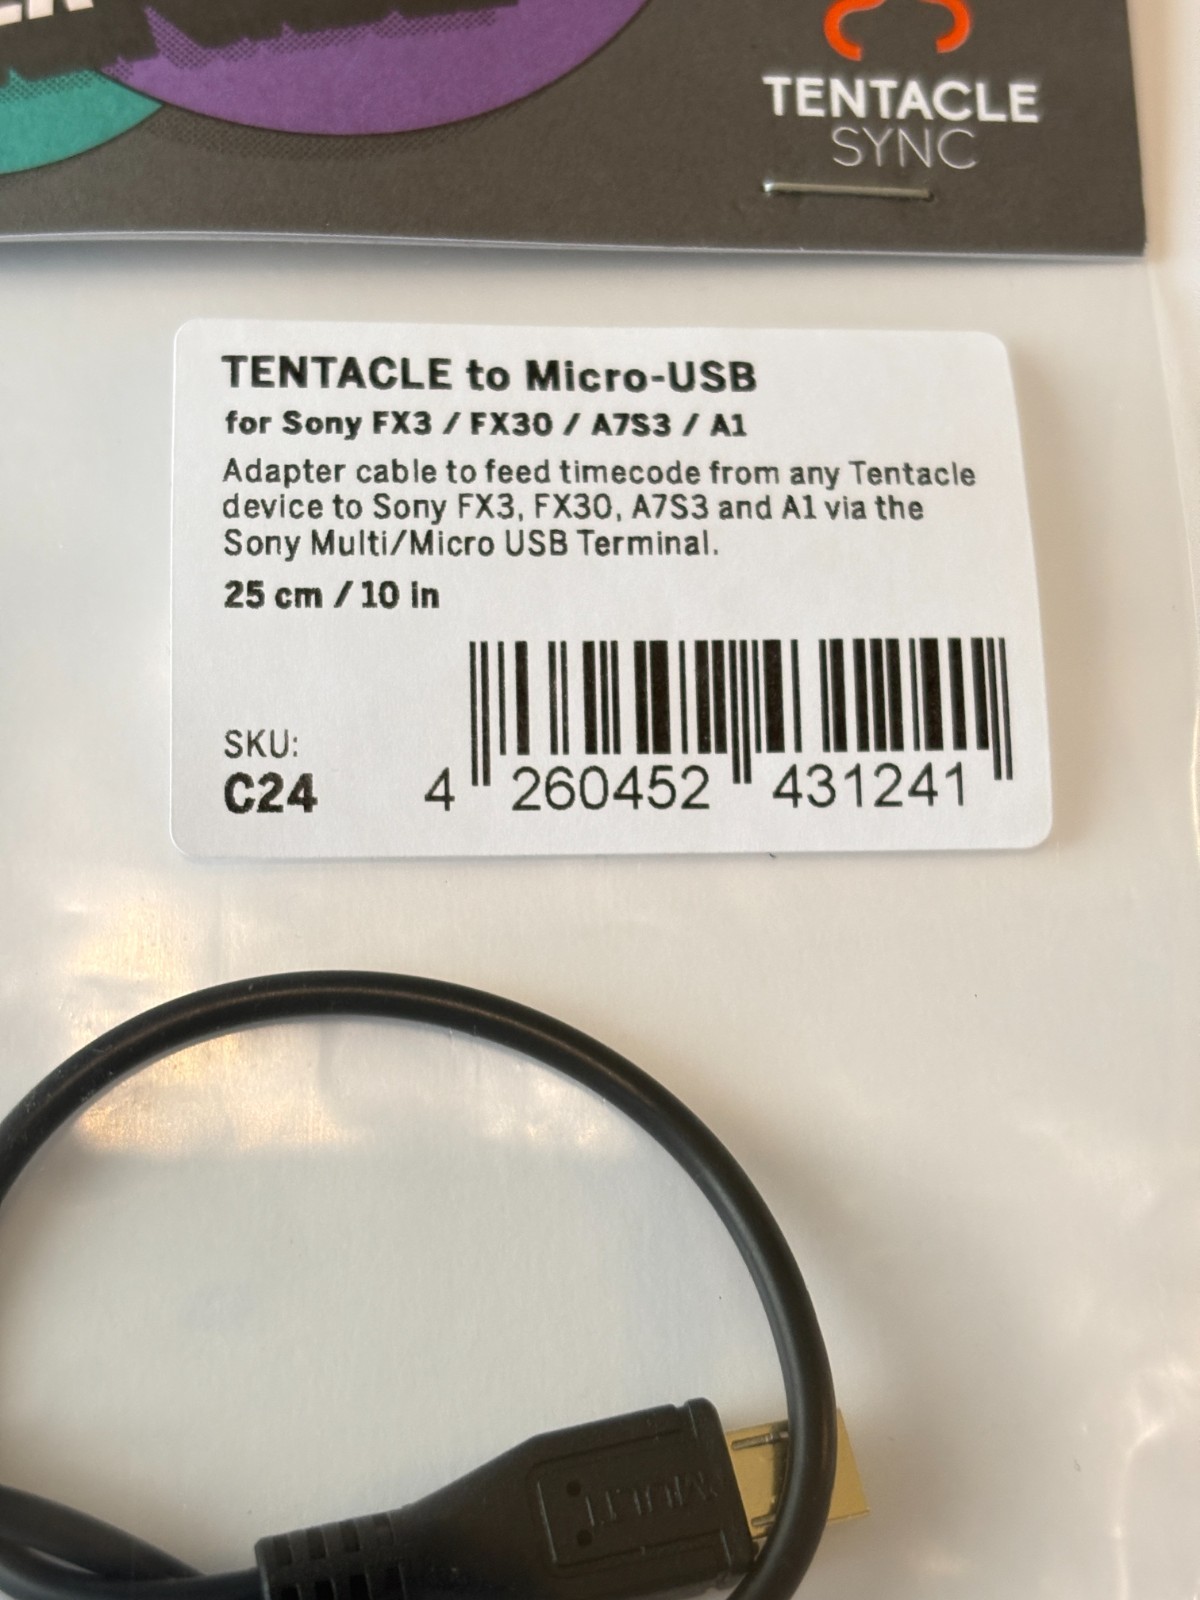 TENTACLE
SYNC
TENTACLE to Micro-USB
for Sony FX3 / FX30 / A7S3 / A1
Adapter cable to feed timecode from any Tentacle
device to Sony FX3, FX30, A7S3 and A1 via the
Sony Multi/Micro USB Terminal.
25 cm / 10 in
SKU:
C24
4 260452 431241
MULTI